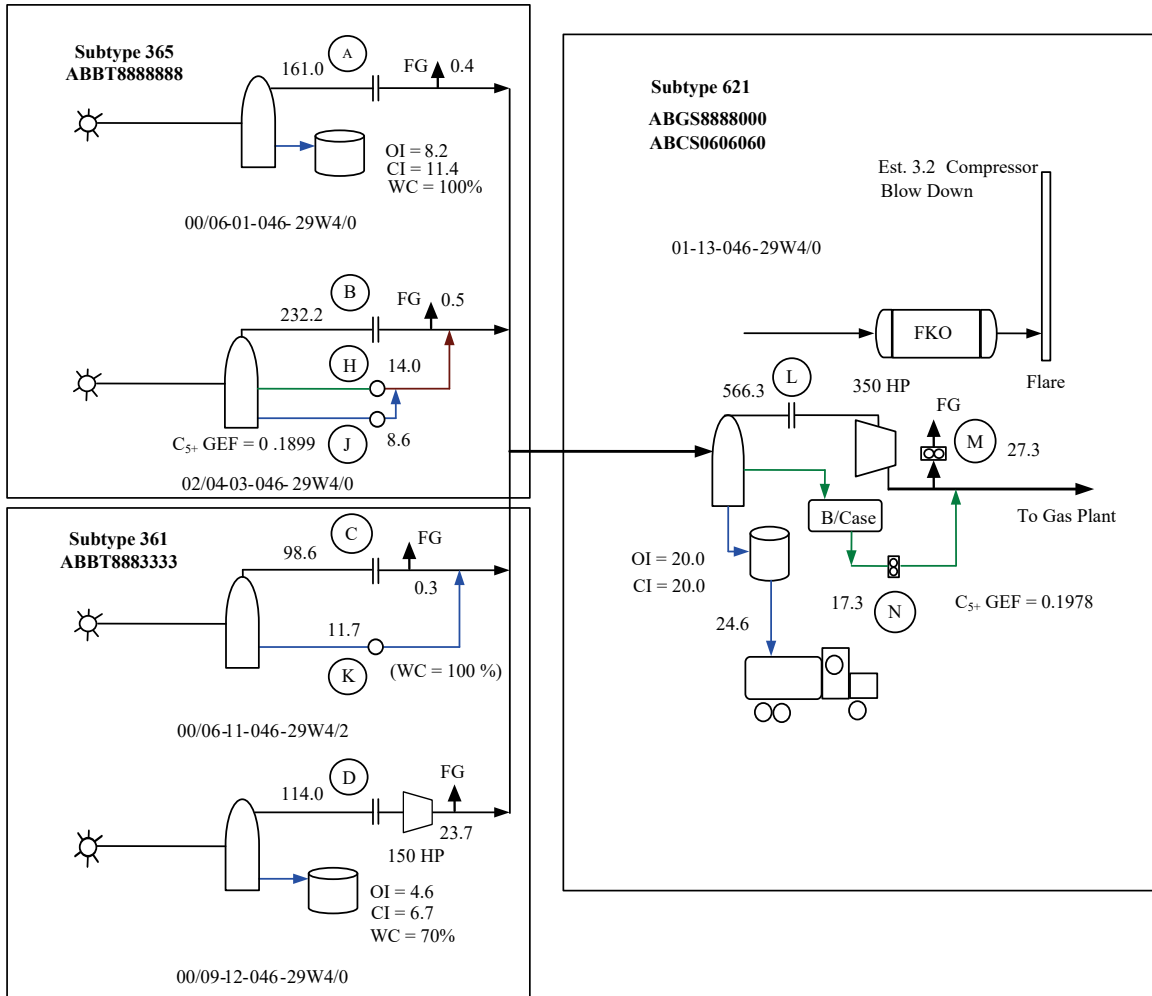 Subtype 365
ABBT8888888
A
161.0
FG
0.4
OI = 8.2
CI = 11.4
WC = 100%
00/06-01-046- 29W4/0
B
232.2
FG
0.5
H
14.0
J
8.6
C5+ GEF = 0 .1899
02/04-03-046- 29W4/0
Subtype 361
ABBT8883333
C
98.6
FG
0.3
11.7
K
(WC = 100 %)
00/06-11-046-29W4/2
D
114.0
FG
23.7
150 HP
OI = 4.6
CI = 6.7
WC = 70%
00/09-12-046-29W4/0
Subtype 621
ABGS8888000
ABCS0606060
Est. 3.2 Compressor
Blow Down
01-13-046-29W4/0
FKO
Flare
L
566.3
350 HP
FG
M
27.3
To Gas Plant
B/Case
OI = 20.0
CI = 20.0
17.3
N
C5+ GEF = 0.1978
24.6